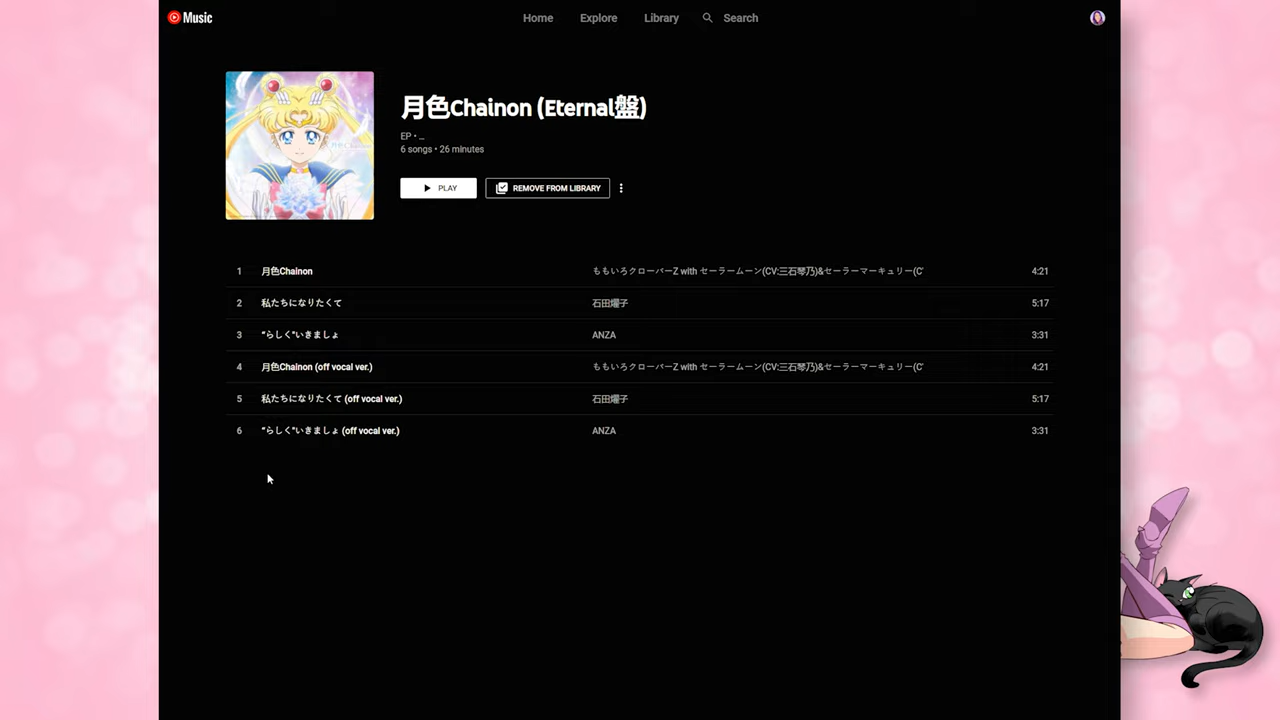 Music
Home
Explore
Library
Search
月色Chainon (Eternal盤)
EP • …
6 songs • 26 minutes
PLAY
REMOVE FROM LIBRARY
1 月色Chainon ももいろクローバーZ with セーラームーン(CV:三石琴乃)&セーラーマーキュリー(C 4:21
2 私たちになりたくて 石田燿子 5:17
3 “らしく”いきましょ ANZA 3:31
4 月色Chainon (off vocal ver.) ももいろクローバーZ with セーラームーン(CV:三石琴乃)&セーラーマーキュリー(C 4:21
5 私たちになりたくて (off vocal ver.) 石田燿子 5:17
6 “らしく”いきましょ (off vocal ver.) ANZA 3:31